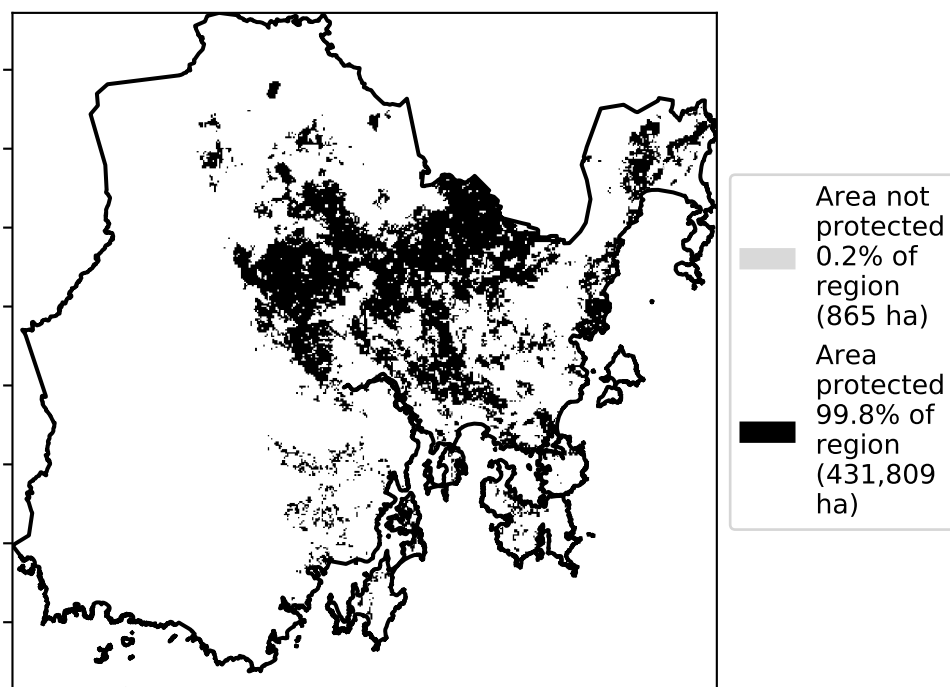 Area not
protected
0.2% of
region
(865 ha)
Area
protected
99.8% of
region
(431,809
ha)